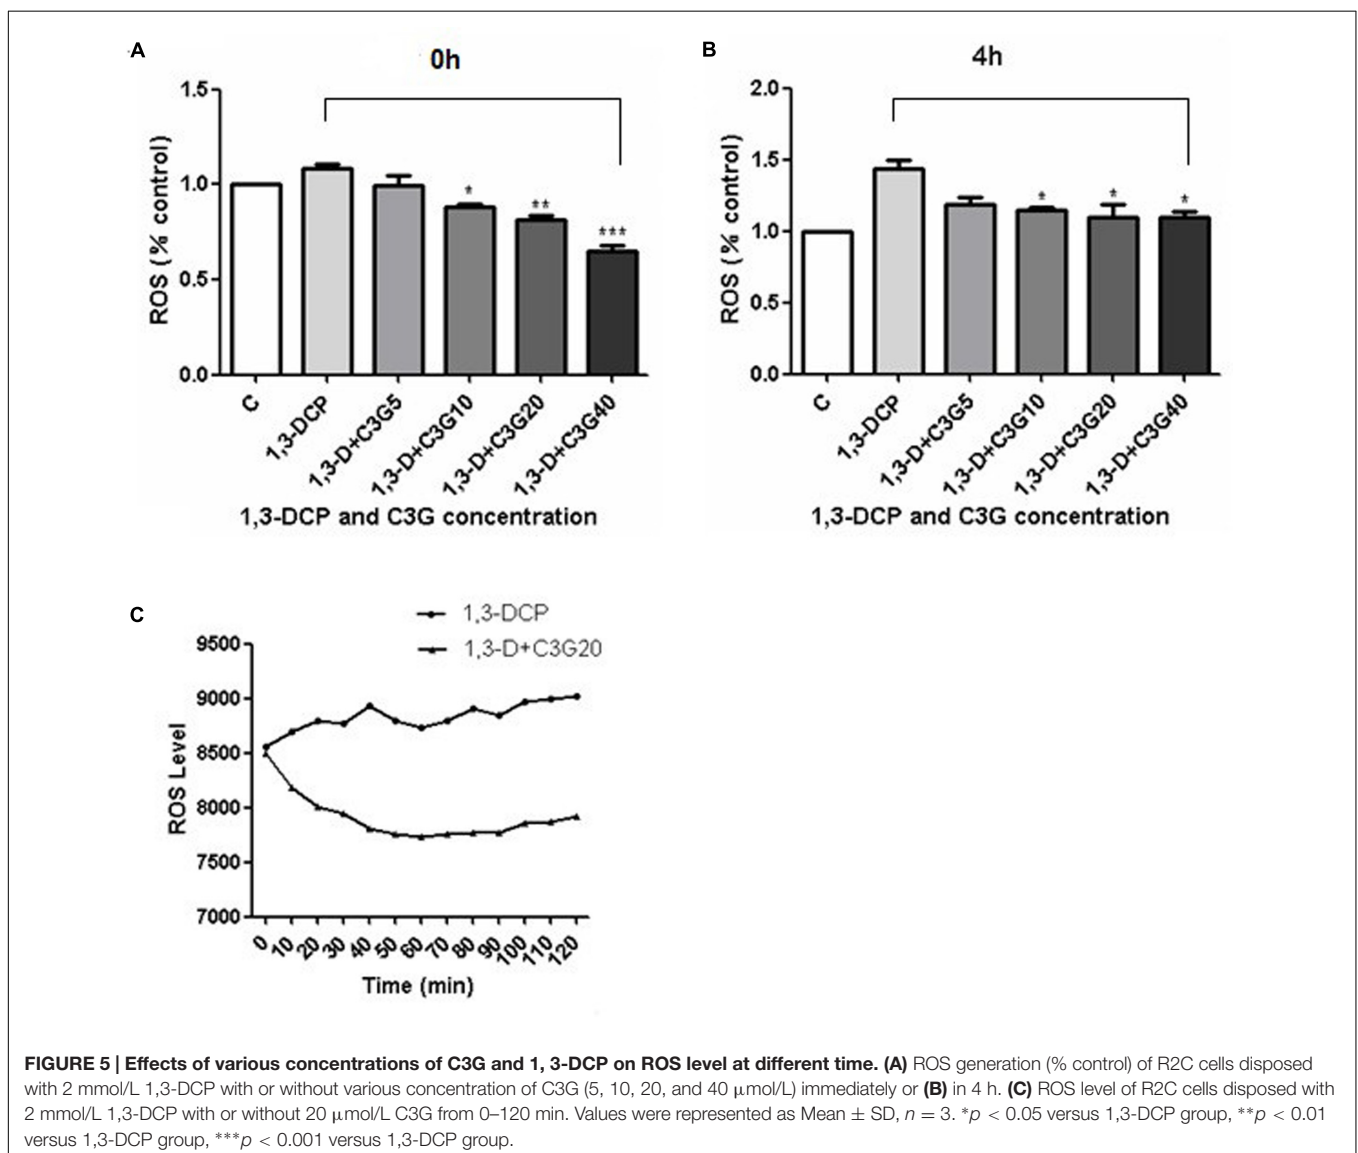 A
0h
ROS (% control)
1.5
1.0
0.5
0.0
*
**
***
C
1,3-DCP
1,3-D+C3G5
1,3-D+C3G10
1,3-D+C3G20
1,3-D+C3G40
1,3-DCP and C3G concentration
B
4h
ROS (% control)
2.0
1.5
1.0
0.5
0.0
*
*
*
C
1,3-DCP
1,3-D+C3G5
1,3-D+C3G10
1,3-D+C3G20
1,3-D+C3G40
1,3-DCP and C3G concentration
C
1,3-DCP
1,3-D+C3G20
ROS Level
9500
9000
8500
8000
7500
7000
0
10
20
30
40
50
60
70
80
90
100
110
120
Time (min)
FIGURE 5 | Effects of various concentrations of C3G and 1, 3-DCP on ROS level at different time. (A) ROS generation (% control) of R2C cells disposed
with 2 mmol/L 1,3-DCP with or without various concentration of C3G (5, 10, 20, and 40 μmol/L) immediately or (B) in 4 h. (C) ROS level of R2C cells disposed with
2 mmol/L 1,3-DCP with or without 20 μmol/L C3G from 0–120 min. Values were represented as Mean ± SD, n = 3. *p < 0.05 versus 1,3-DCP group, **p < 0.01
versus 1,3-DCP group, ***p < 0.001 versus 1,3-DCP group.